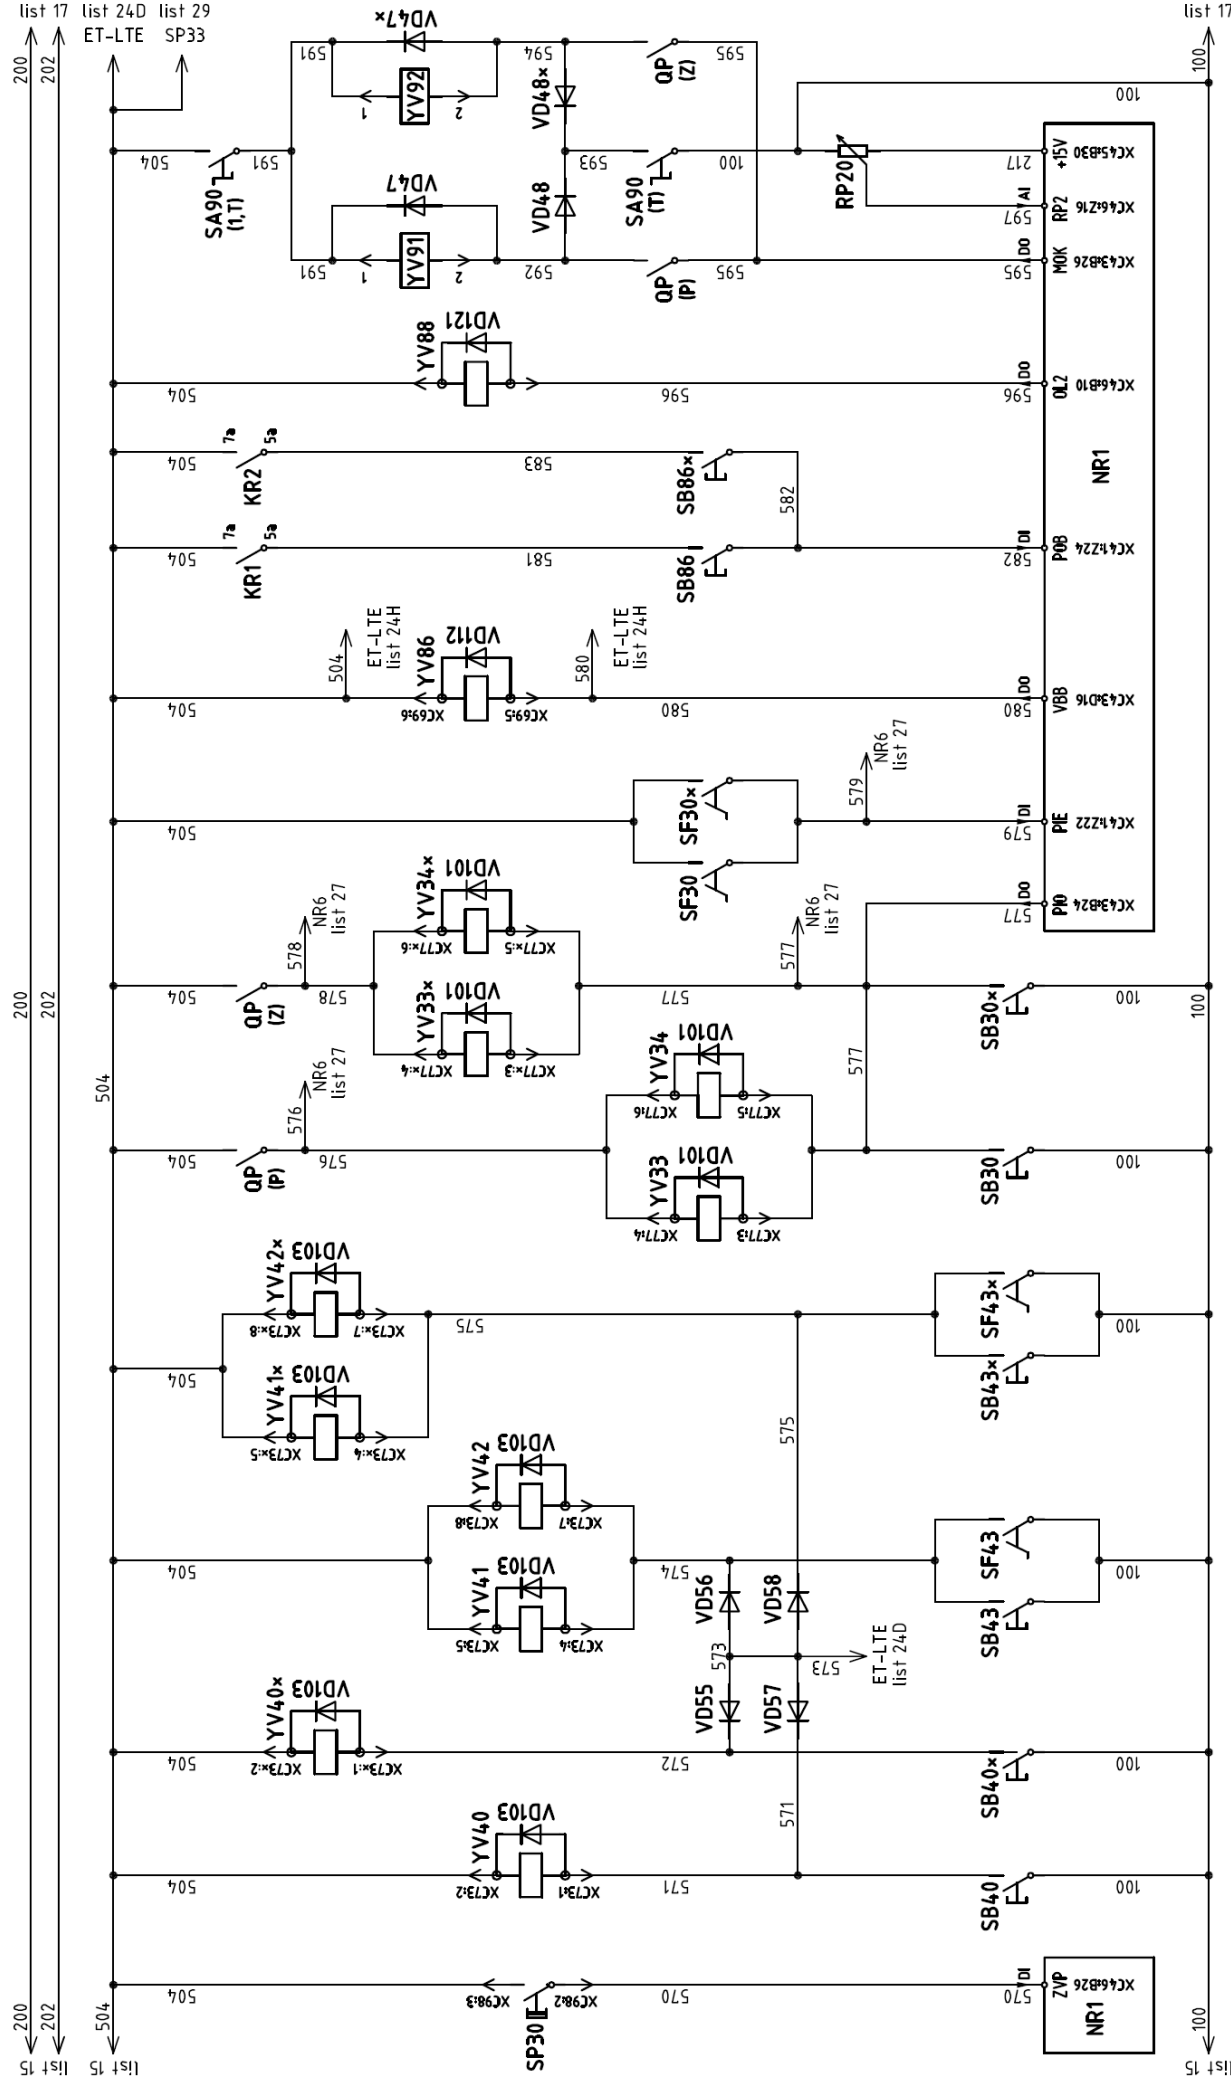 list 17
list 24D
ET-LTE
list 29
SP33
list 17
200
202
100
VD47×
591
594
595
YV92
1
2
QP
(Z)
VD48×
100
504
SA90
(1,T)
591
593
SA90
(T)
100
RP20
217
+15V
XC45:B30
VD47
VD48
597
AI
RP2
XC46:Z16
591
YV91
1
2
592
QP
(P)
595
595
DO
MOK
XC43:B26
YV88
VD121
504
596
596
DO
OL2
XC46:B10
7a
5a
504
KR2
583
SB86×
582
NR1
7a
5a
504
KR1
581
SB86
582
DI
POB
XC41:Z24
504
ET-LTE
list 24H
YV86
VD112
580
ET-LTE
list 24H
504
XC69:6
XC69:5
580
580
DO
VBB
XC43:D16
504
SF30×
SF30
579
NR6
list 27
579
DI
PIE
XC41:Z22
YV34×
VD101
578
NR6
list 27
XC77×:6
XC77×:5
577
NR6
list 27
577
DO
PIO
XC43:B24
200
202
504
QP
(Z)
578
YV33×
VD101
XC77×:4
XC77×:3
577
SB30×
100
100
504
576
NR6
list 27
YV34
VD101
XC77:6
XC77:5
577
504
QP
(P)
576
YV33
VD101
XC77:4
XC77:3
SB30
100
YV42×
VD103
XC73×:8
XC73×:7
575
SF43×
100
504
YV41×
VD103
XC73×:5
XC73×:4
SB43×
575
YV42
VD103
XC73:8
XC73:7
504
YV41
VD103
XC73:5
XC73:4
574
VD56
VD58
SF43
SB43
100
573
573
ET-LTE
list 24D
YV40×
VD103
VD55
VD57
504
XC73×:2
XC73×:1
572
SB40×
100
YV40
VD103
571
504
XC73:2
XC73:1
571
SB40
100
504
XC98:3
SP30
XC98:2
570
570
DI
ZVP
XC46:B26
NR1
200
202
504
100
list 15
list 15
list 15